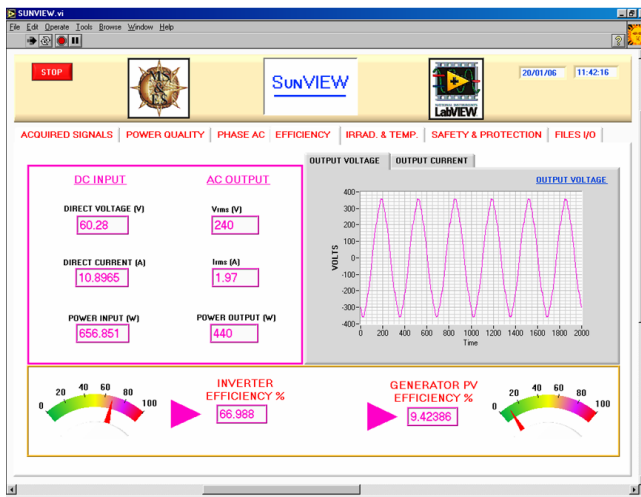 SUNVIEW.vi
File Edit Operate Tools Browse Window Help
STOP
MS
&
ES
SUNVIEW
NATIONAL INSTRUMENTS
LabVIEW
20/01/06 11:42:16
ACQUIRED SIGNALS POWER QUALITY PHASE AC EFFICIENCY IRRAD. & TEMP. SAFETY & PROTECTION FILES I/O
OUTPUT VOLTAGE OUTPUT CURRENT
DC INPUT AC OUTPUT
OUTPUT VOLTAGE
DIRECT VOLTAGE (V) Vrms (V)
60.28 240
DIRECT CURRENT (A) Irms (A)
10.8965 1.97
POWER INPUT (W) POWER OUTPUT (W)
656.851 440
VOLTS
400
300
200
100
-0
-100
-200
-300
-400
0 200 400 600 800 1000 1200 1400 1600 1800 2000
Time
0 20 40 60 80 100
INVERTER
EFFICIENCY %
66.988
GENERATOR PV
EFFICIENCY %
9.42386
0 20 40 60 80 100